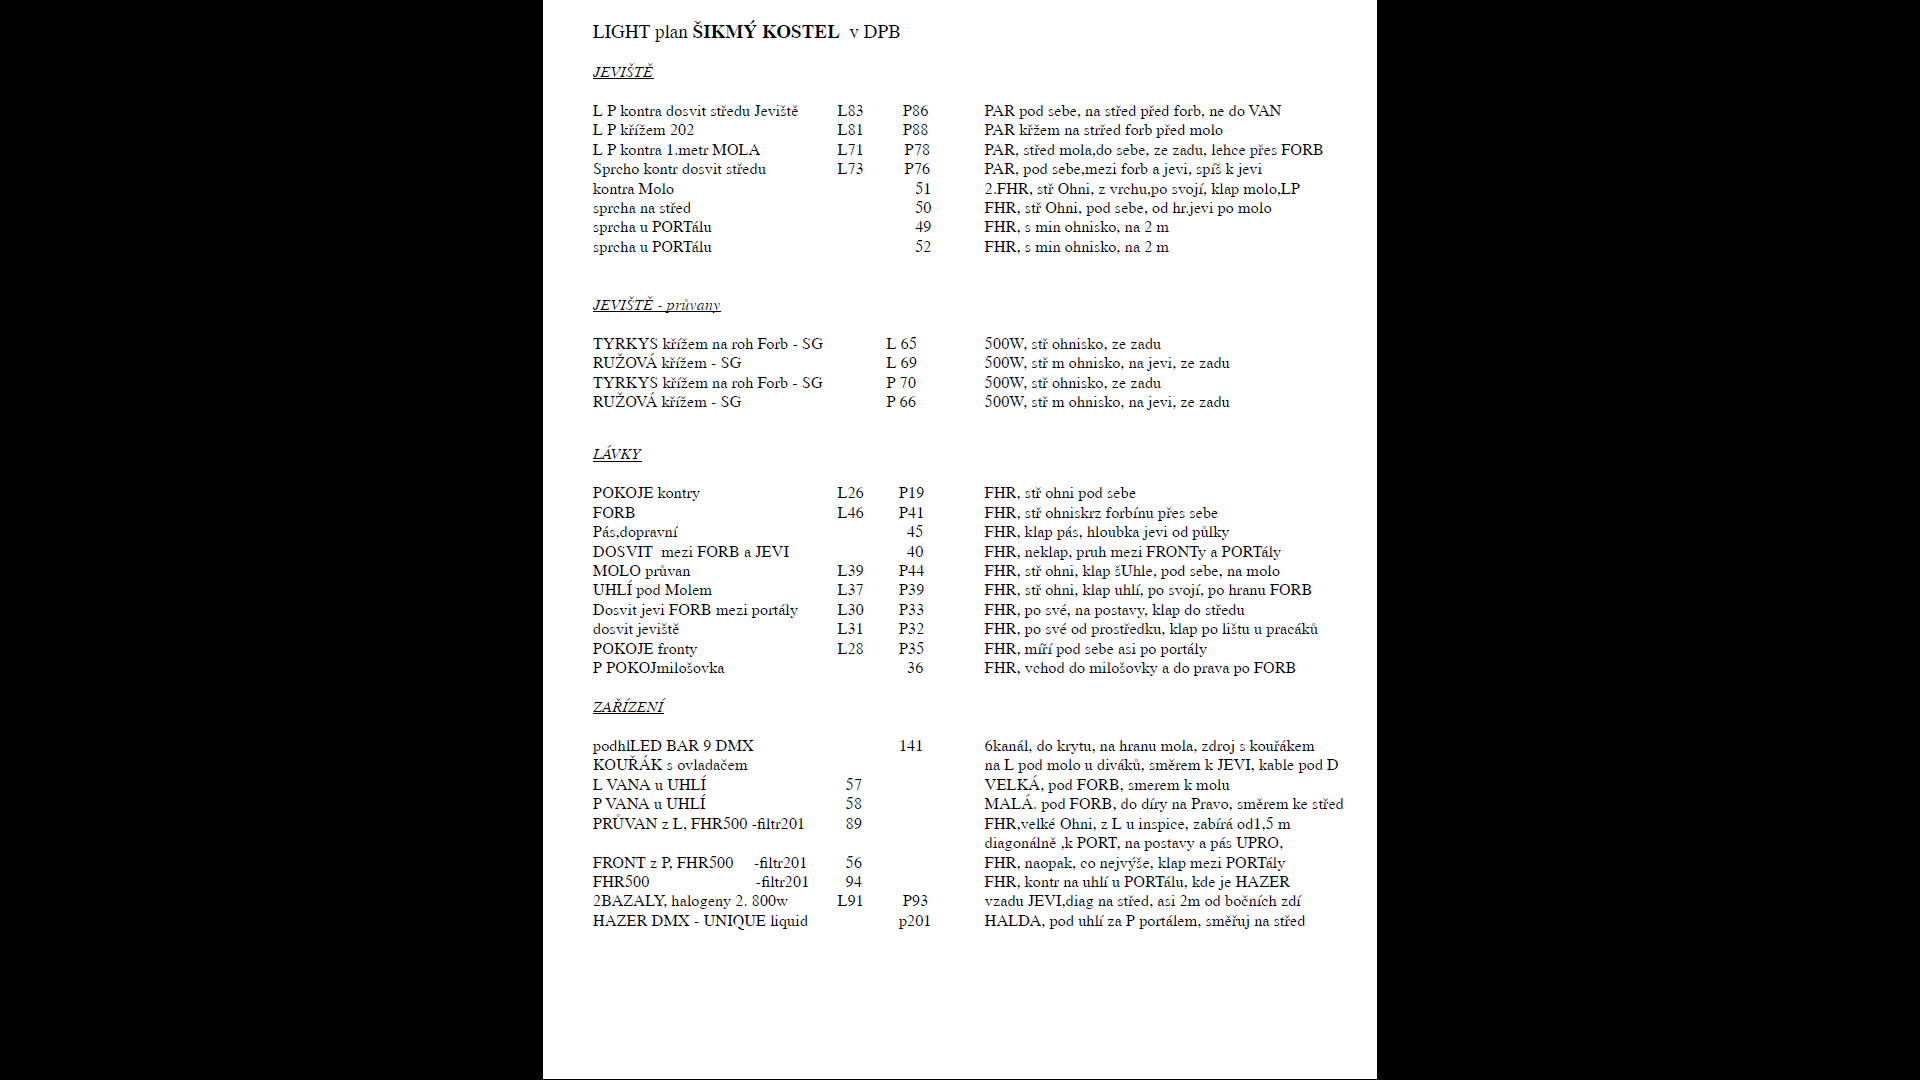 LIGHT plan ŠIKMÝ KOSTEL v DPB
JEVIŠTĚ
L P kontra dosvit středu Jeviště L83 P86 PAR pod sebe, na střed před forb, ne do VAN
L P křížem 202 L81 P88 PAR křžem na strřed forb před molo
L P kontra 1.metr MOLA L71 P78 PAR, střed mola,do sebe, ze zadu, lehce přes FORB
Sprcho kontr dosvit středu L73 P76 PAR, pod sebe,mezi forb a jevi, spíš k jevi
kontra Molo 51 2.FHR, stř Ohni, z vrchu,po svojí, klap molo,LP
sprcha na střed 50 FHR, stř Ohni, pod sebe, od hr.jevi po molo
sprcha u PORTálu 49 FHR, s min ohnisko, na 2 m
sprcha u PORTálu 52 FHR, s min ohnisko, na 2 m
JEVIŠTĚ - průvany
TYRKYS křížem na roh Forb - SG L 65 500W, stř ohnisko, ze zadu
RUŽOVÁ křížem - SG L 69 500W, stř m ohnisko, na jevi, ze zadu
TYRKYS křížem na roh Forb - SG P 70 500W, stř ohnisko, ze zadu
RUŽOVÁ křížem - SG P 66 500W, stř m ohnisko, na jevi, ze zadu
LÁVKY
POKOJE kontry L26 P19 FHR, stř ohni pod sebe
FORB L46 P41 FHR, stř ohniskrz forbínu přes sebe
Pás,dopravní 45 FHR, klap pás, hloubka jevi od půlky
DOSVIT mezi FORB a JEVI 40 FHR, neklap, pruh mezi FRONTy a PORTály
MOLO průvan L39 P44 FHR, stř ohni, klap šUhle, pod sebe, na molo
UHLÍ pod Molem L37 P39 FHR, stř ohni, klap uhlí, po svojí, po hranu FORB
Dosvit jevi FORB mezi portály L30 P33 FHR, po své, na postavy, klap do středu
dosvit jeviště L31 P32 FHR, po své od prostředku, klap po lištu u pracáků
POKOJE fronty L28 P35 FHR, míří pod sebe asi po portály
P POKOJmilošovka 36 FHR, vchod do milošovky a do prava po FORB
ZAŘÍZENÍ
podhlLED BAR 9 DMX 141 6kanál, do krytu, na hranu mola, zdroj s kouřákem
KOUŘÁK s ovladačem na L pod molo u diváků, směrem k JEVI, kable pod D
L VANA u UHLÍ 57 VELKÁ, pod FORB, smerem k molu
P VANA u UHLÍ 58 MALÁ. pod FORB, do díry na Pravo, směrem ke střed
PRŮVAN z L, FHR500 -filtr201 89 FHR,velké Ohni, z L u inspice, zabírá od1,5 m
diagonálně ,k PORT, na postavy a pás UPRO,
FRONT z P, FHR500 -filtr201 56 FHR, naopak, co nejvýše, klap mezi PORTály
FHR500 -filtr201 94 FHR, kontr na uhlí u PORTálu, kde je HAZER
2BAZALY, halogeny 2. 800w L91 P93 vzadu JEVI,diag na střed, asi 2m od bočních zdí
HAZER DMX - UNIQUE liquid p201 HALDA, pod uhlí za P portálem, směřuj na střed